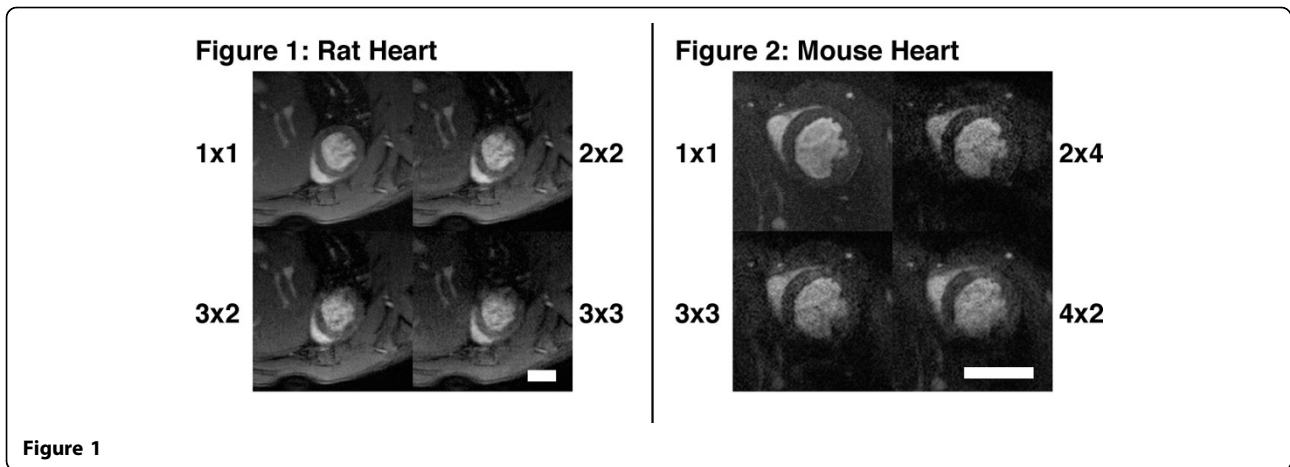 Figure 1: Rat Heart
1x1
2x2
3x2
3x3
Figure 2: Mouse Heart
1x1
2x4
3x3
4x2
Figure 1